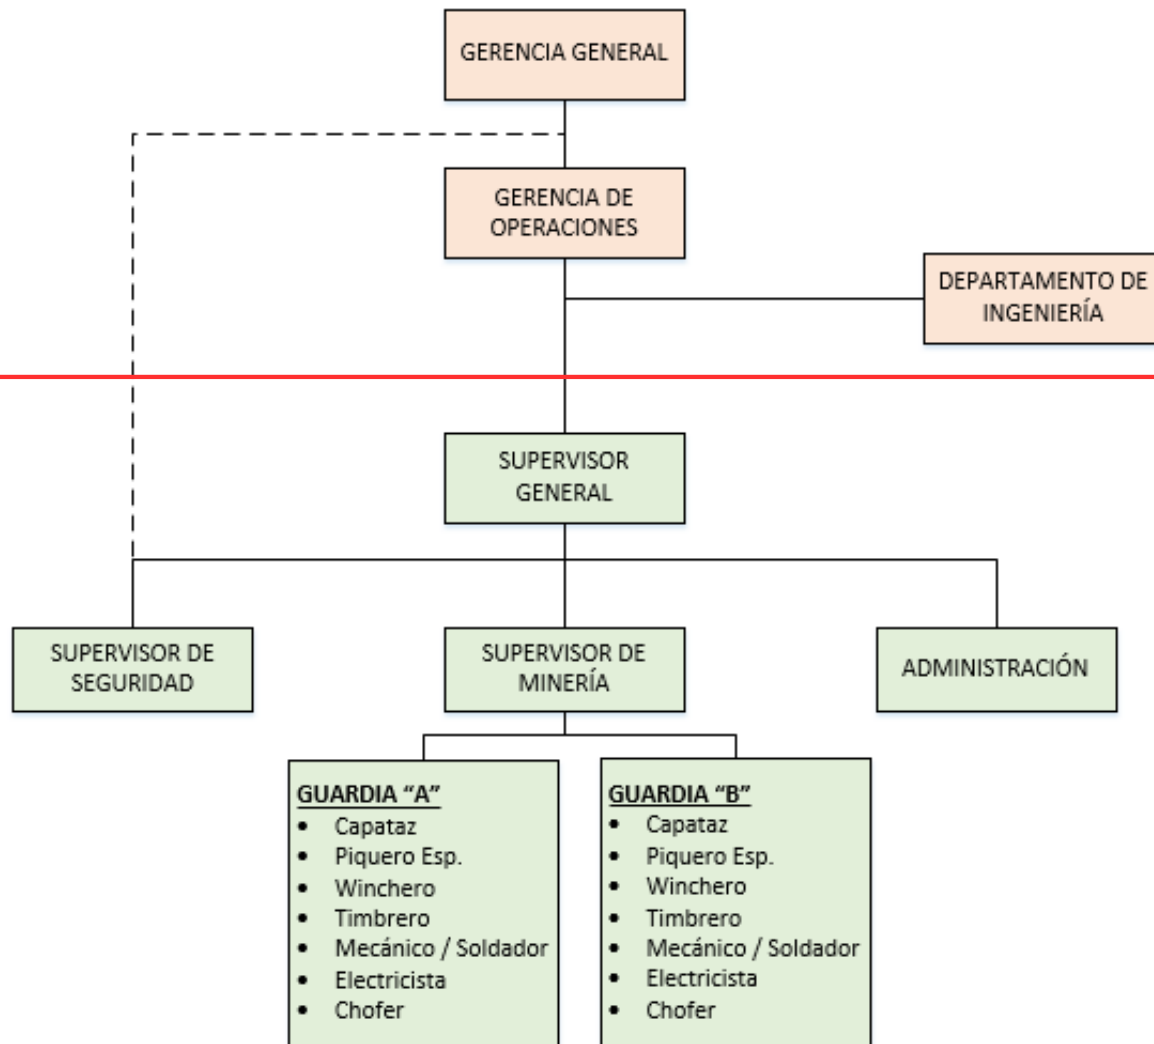 GERENCIA GENERAL
GERENCIA DE
OPERACIONES
DEPARTAMENTO DE
INGENIERÍA
SUPERVISOR
GENERAL
SUPERVISOR DE
SEGURIDAD
SUPERVISOR DE
MINERÍA
ADMINISTRACIÓN
GUARDIA “A”
• Capataz
• Piquero Esp.
• Winchero
• Timbrero
• Mecánico / Soldador
• Electricista
• Chofer
GUARDIA “B”
• Capataz
• Piquero Esp.
• Winchero
• Timbrero
• Mecánico / Soldador
• Electricista
• Chofer